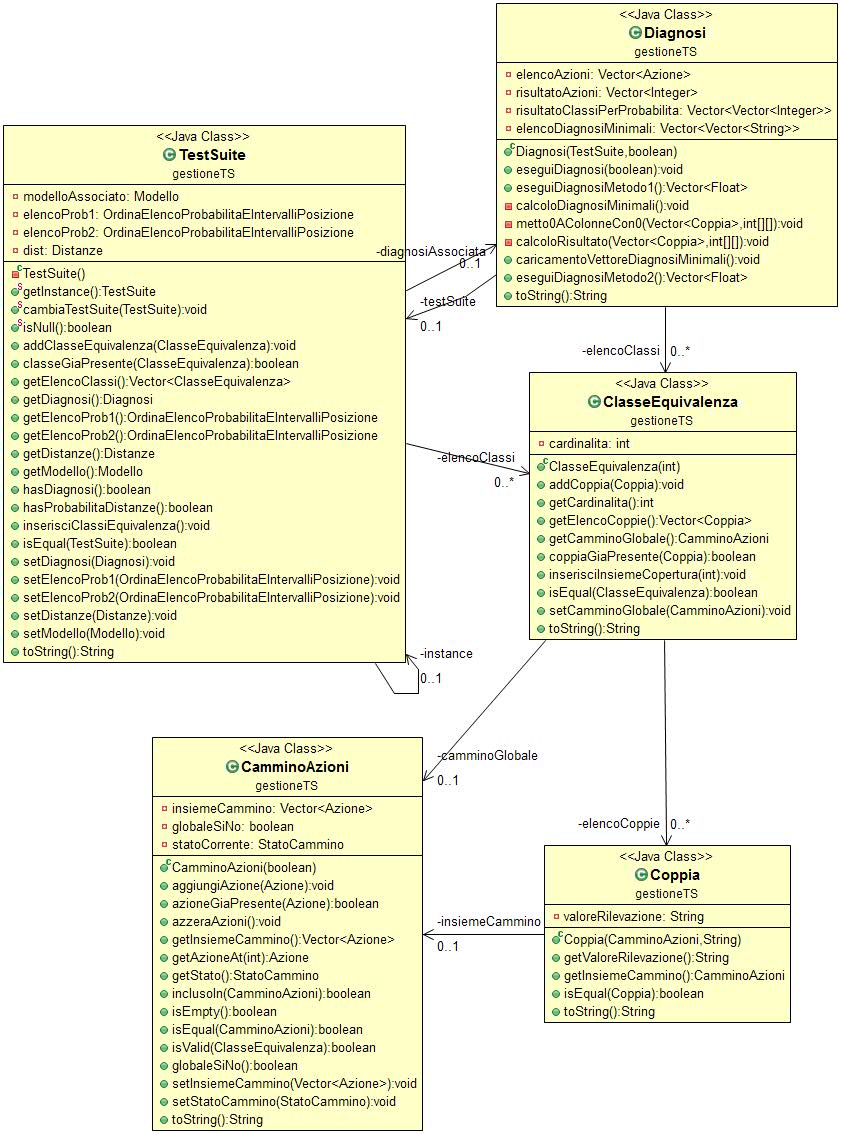 <<Java Class>>
Diagnosi
gestioneTS
elencoAzioni: Vector<Azione>
risultatoAzioni: Vector<Integer>
risultatoClassiPerProbabilita: Vector<Vector<Integer>>
elencoDiagnosiMinimali: Vector<Vector<String>>
Diagnosi(TestSuite,boolean)
eseguiDiagnosi(boolean):void
eseguiDiagnosiMetodo1():Vector<Float>
calcoloDiagnosiMinimali():void
metto0AColonneCon0(Vector<Coppia>,int[][]):void
calcoloRisultato(Vector<Coppia>,int[][]):void
caricamentoVettoreDiagnosiMinimali():void
eseguiDiagnosiMetodo2():Vector<Float>
toString():String
<<Java Class>>
TestSuite
gestioneTS
modelloAssociato: Modello
elencoProb1: OrdinaElencoProbabilitaEIntervalliPosizione
elencoProb2: OrdinaElencoProbabilitaEIntervalliPosizione
dist: Distanze
TestSuite()
getInstance():TestSuite
cambiaTestSuite(TestSuite):void
isNull():boolean
addClasseEquivalenza(ClasseEquivalenza):void
classeGiaPresente(ClasseEquivalenza):boolean
getElencoClassi():Vector<ClasseEquivalenza>
getDiagnosi():Diagnosi
getElencoProb1():OrdinaElencoProbabilitaEIntervalliPosizione
getElencoProb2():OrdinaElencoProbabilitaEIntervalliPosizione
getDistanze():Distanze
getModello():Modello
hasDiagnosi():boolean
hasProbabilitaDistanze():boolean
inserisciClassiEquivalenza():void
isEqual(TestSuite):boolean
setDiagnosi(Diagnosi):void
setElencoProb1(OrdinaElencoProbabilitaEIntervalliPosizione):void
setElencoProb2(OrdinaElencoProbabilitaEIntervalliPosizione):void
setDistanze(Distanze):void
setModello(Modello):void
toString():String
-diagnosiAssociata
0..1
-testSuite
0..1
-elencoClassi
0..*
-elencoClassi
0..*
-instance
0..1
<<Java Class>>
ClasseEquivalenza
gestioneTS
cardinalita: int
ClasseEquivalenza(int)
addCoppia(Coppia):void
getCardinalita():int
getElencoCoppie():Vector<Coppia>
getCamminoGlobale():CamminoAzioni
coppiaGiaPresente(Coppia):boolean
inserisciInsiemeCopertura(int):void
isEqual(ClasseEquivalenza):boolean
setCamminoGlobale(CamminoAzioni):void
toString():String
-camminoGlobale
0..1
-elencoCoppie
0..*
<<Java Class>>
CamminoAzioni
gestioneTS
insiemeCammino: Vector<Azione>
globaleSiNo: boolean
statoCorrente: StatoCammino
CamminoAzioni(boolean)
aggiungiAzione(Azione):void
azioneGiaPresente(Azione):boolean
azzeraAzioni():void
getInsiemeCammino():Vector<Azione>
getAzioneAt(int):Azione
getStato():StatoCammino
inclusoIn(CamminoAzioni):boolean
isEmpty():boolean
isEqual(CamminoAzioni):boolean
isValid(ClasseEquivalenza):boolean
globaleSiNo():boolean
setInsiemeCammino(Vector<Azione>):void
setStatoCammino(StatoCammino):void
toString():String
-insiemeCammino
0..1
<<Java Class>>
Coppia
gestioneTS
valoreRilevazione: String
Coppia(CamminoAzioni,String)
getValoreRilevazione():String
getInsiemeCammino():CamminoAzioni
isEqual(Coppia):boolean
toString():String